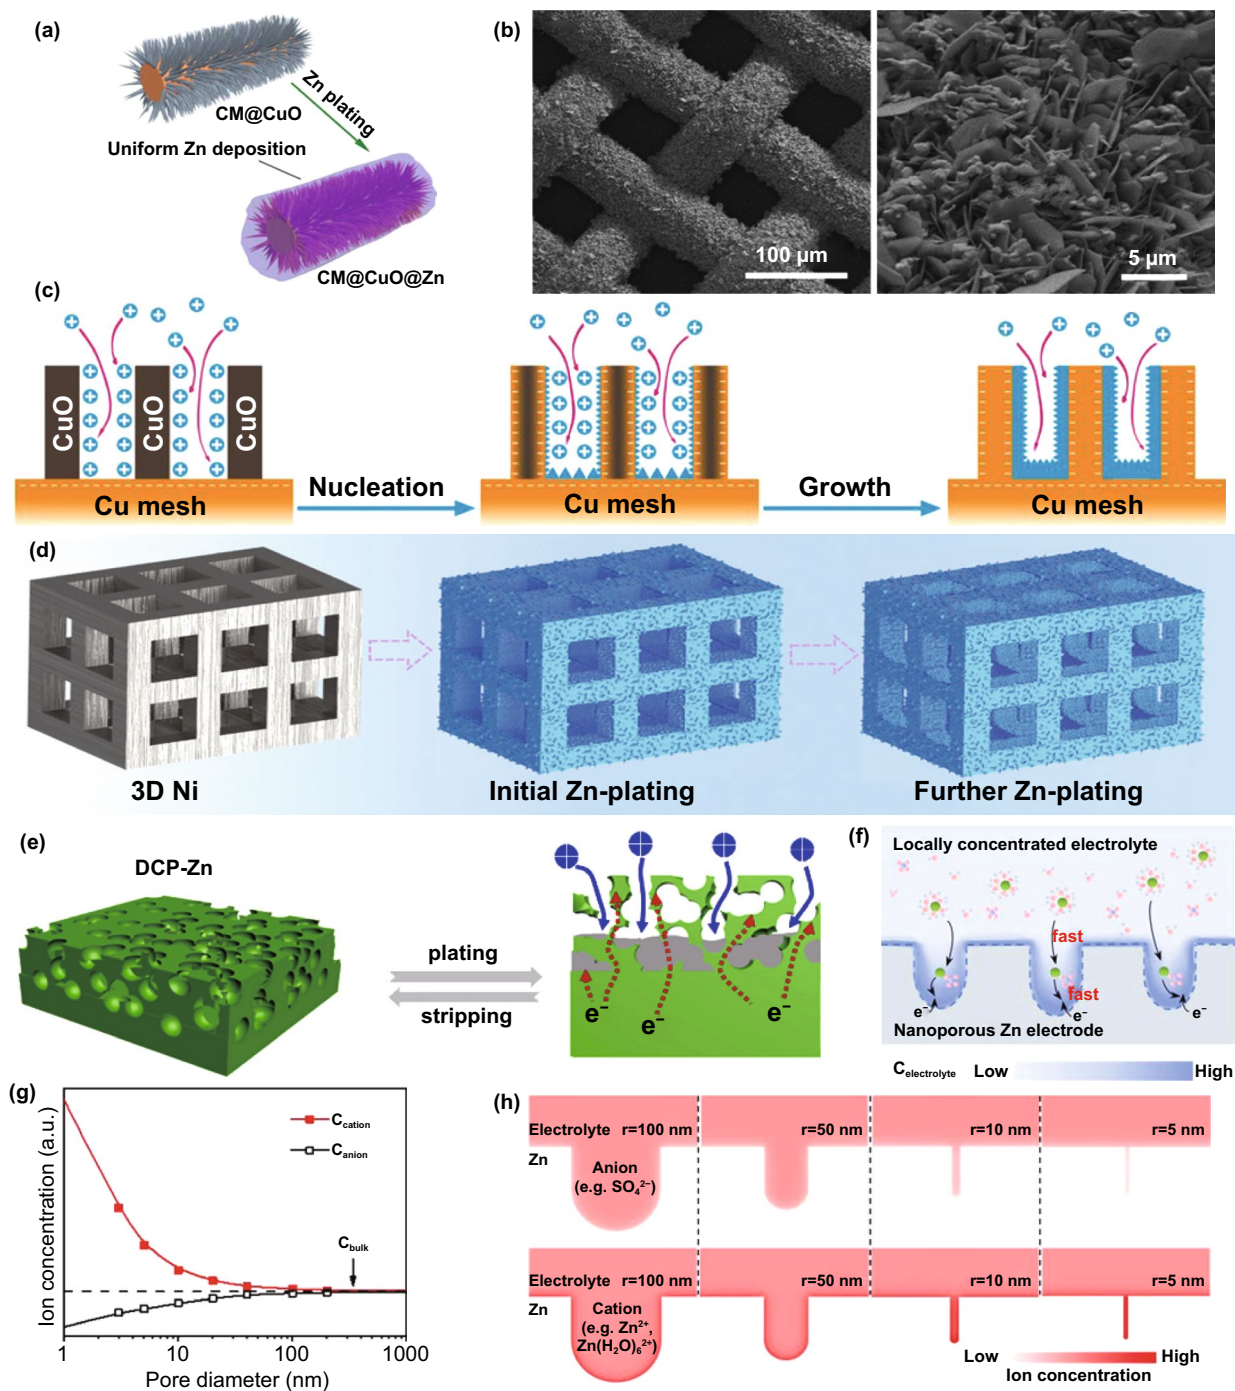 (a)
CM@CuO
Zn plating
Uniform Zn deposition
CM@CuO@Zn
(b)
100 μm
5 μm
(c)
CuO CuO CuO
Cu mesh
Nucleation
Cu mesh
Growth
Cu mesh
(d)
3D Ni
Initial Zn-plating
Further Zn-plating
(e)
DCP-Zn
plating
stripping
e⁻ e⁻ e⁻
(f)
Locally concentrated electrolyte
fast
fast
e⁻ e⁻ e⁻
Nanoporous Zn electrode
C_electrolyte Low High
(g)
Ion concentration (a.u.)
C_cation
C_anion
C_bulk
1 10 100 1000
Pore diameter (nm)
(h)
Electrolyte r=100 nm r=50 nm r=10 nm r=5 nm
Zn
Anion
(e.g. SO₄²⁻)
Electrolyte r=100 nm r=50 nm r=10 nm r=5 nm
Zn
Cation
(e.g. Zn²⁺,
Zn(H₂O)₆²⁺)
Low High
Ion concentration